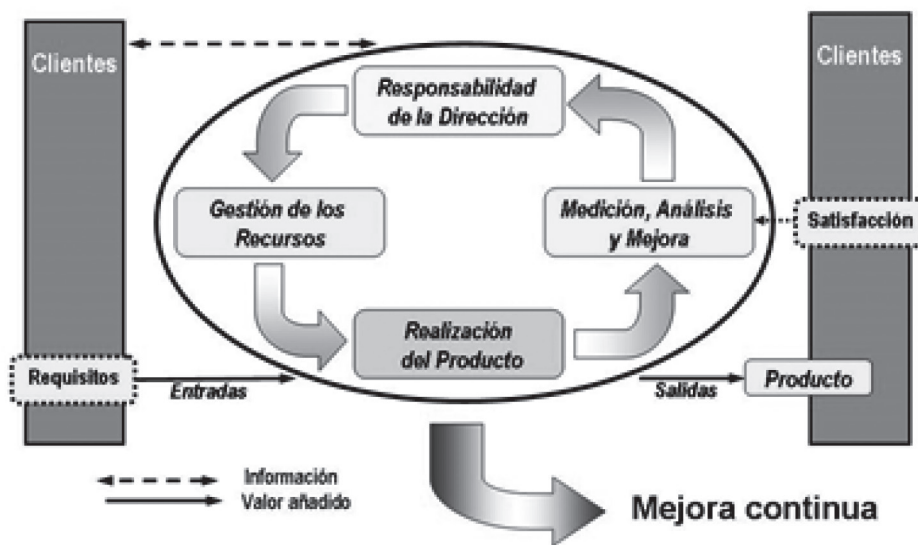 Clientes
Clientes
Responsabilidad
de la Dirección
Gestión de los
Recursos
Medición, Análisis
y Mejora
Satisfacción
Realización
del Producto
Requisitos
Entradas
Salidas
Producto
Información
Valor añadido
Mejora continua